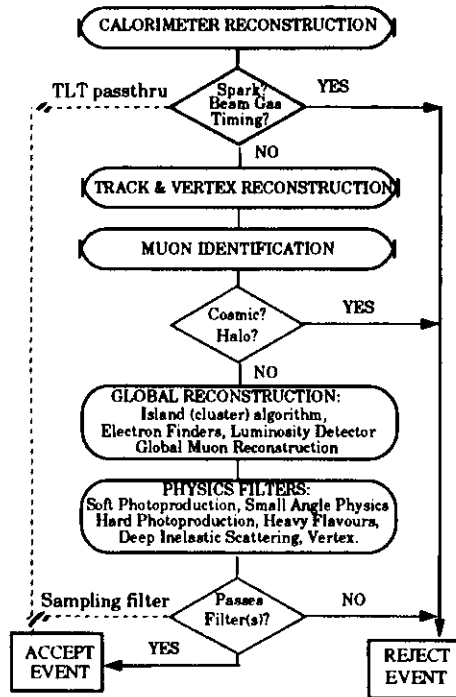 CALORIMETER RECONSTRUCTION
TLT passthru
Spark?
Beam Gas
Timing?
YES
NO
TRACK & VERTEX RECONSTRUCTION
MUON IDENTIFICATION
Cosmic?
Halo?
YES
NO
GLOBAL RECONSTRUCTION:
Island (cluster) algorithm,
Electron Finders, Luminosity Detector
Global Muon Reconstruction
PHYSICS FILTERS:
Soft Photoproduction, Small Angle Physics
Hard Photoproduction, Heavy Flavours,
Deep Inelastic Scattering, Vertex.
Sampling filter
Passes
Filter(s)?
NO
YES
ACCEPT
EVENT
REJECT
EVENT